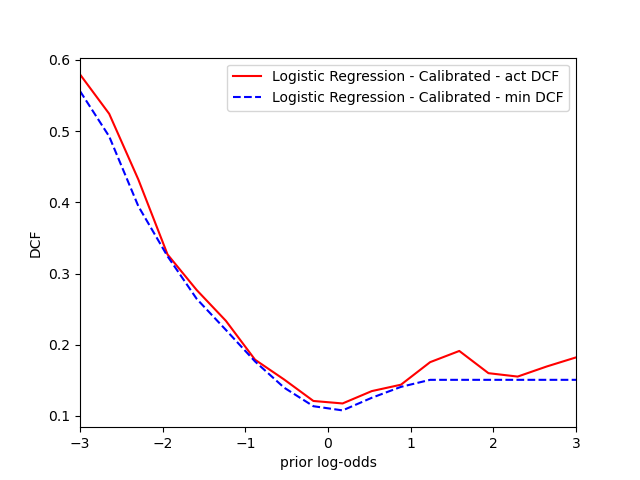 0.6
0.5
0.4
0.3
0.2
0.1
DCF
Logistic Regression - Calibrated - act DCF
Logistic Regression - Calibrated - min DCF
−3 −2 −1 0 1 2 3
prior log-odds